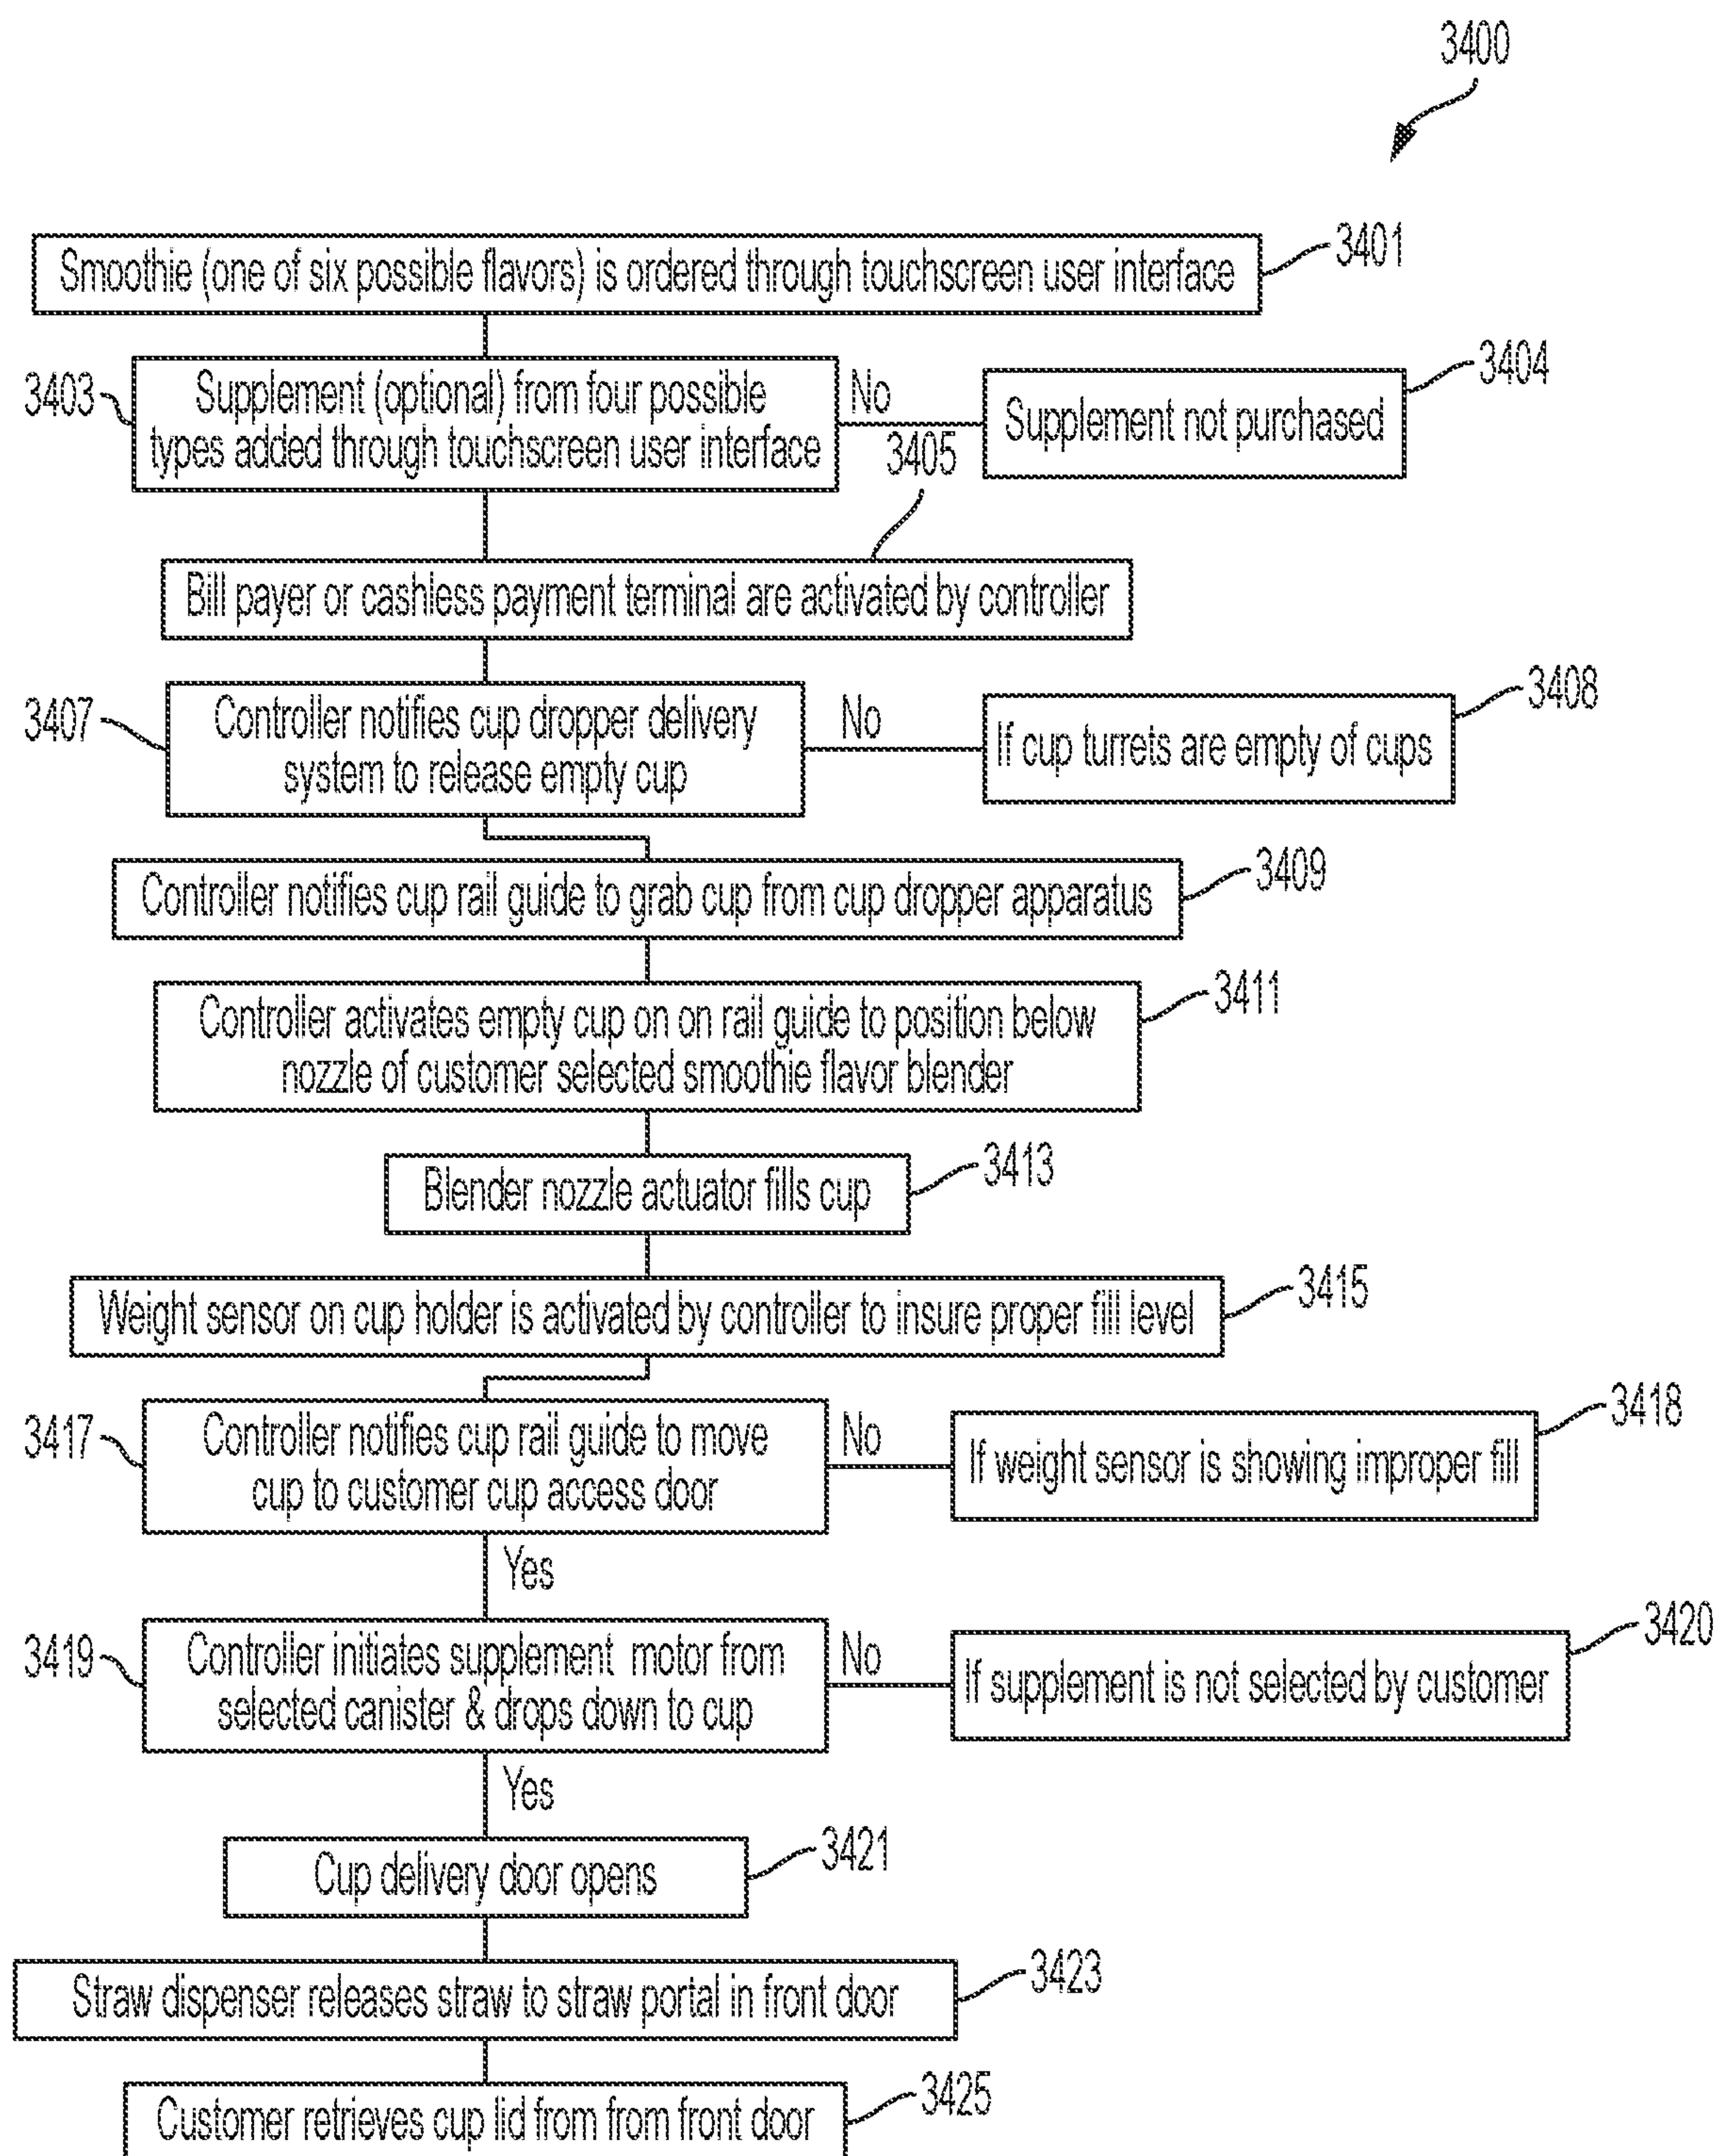 3400
Smoothie (one of six possible flavors) is ordered through touchscreen user interface
3401
3403
Supplement (optional) from four possible
types added through touchscreen user interface
No
Supplement not purchased
3404
3405
Bill payer or cashless payment terminal are activated by controller
3407
Controller notifies cup dropper delivery
system to release empty cup
No
If cup turrets are empty of cups
3408
Controller notifies cup rail guide to grab cup from cup dropper apparatus
3409
Controller activates empty cup on on rail guide to position below
nozzle of customer selected smoothie flavor blender
3411
Blender nozzle actuator fills cup
3413
Weight sensor on cup holder is activated by controller to insure proper fill level
3415
3417
Controller notifies cup rail guide to move
cup to customer cup access door
No
If weight sensor is showing improper fill
3418
Yes
3419
Controller initiates supplement motor from
selected canister & drops down to cup
No
If supplement is not selected by customer
3420
Yes
Cup delivery door opens
3421
Straw dispenser releases straw to straw portal in front door
3423
Customer retrieves cup lid from from front door
3425